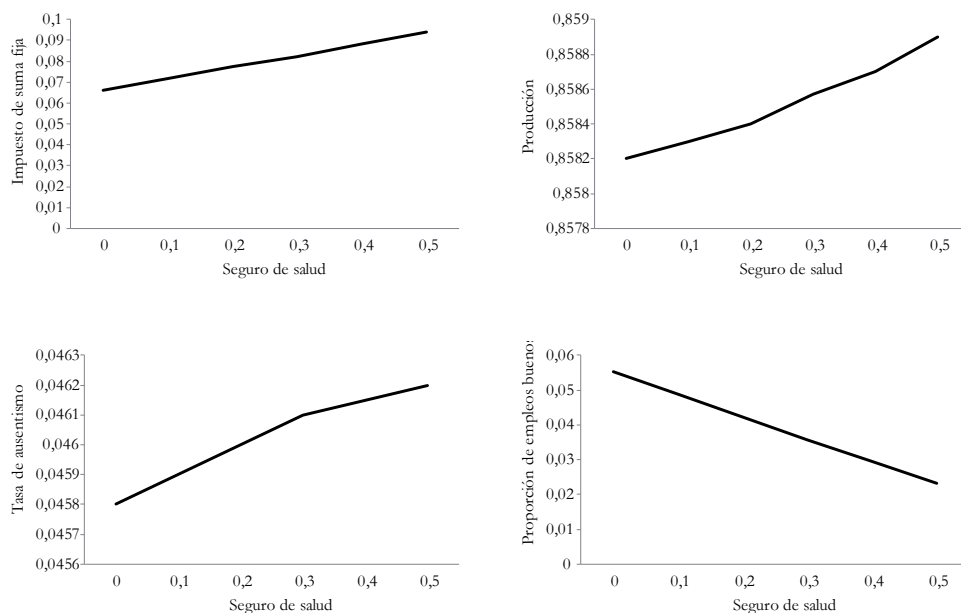 Impuesto de suma fija
0,1
0,09
0,08
0,07
0,06
0,05
0,04
0,03
0,02
0,01
0
0 0,1 0,2 0,3 0,4 0,5
Seguro de salud
Producción
0,859
0,8588
0,8586
0,8584
0,8582
0,858
0,8578
0 0,1 0,2 0,3 0,4 0,5
Seguro de salud
Tasa de ausentismo
0,0463
0,0462
0,0461
0,046
0,0459
0,0458
0,0457
0,0456
0 0,1 0,2 0,3 0,4 0,5
Seguro de salud
Proporción de empleos buenos
0,06
0,05
0,04
0,03
0,02
0,01
0
0 0,1 0,2 0,3 0,4 0,5
Seguro de salud